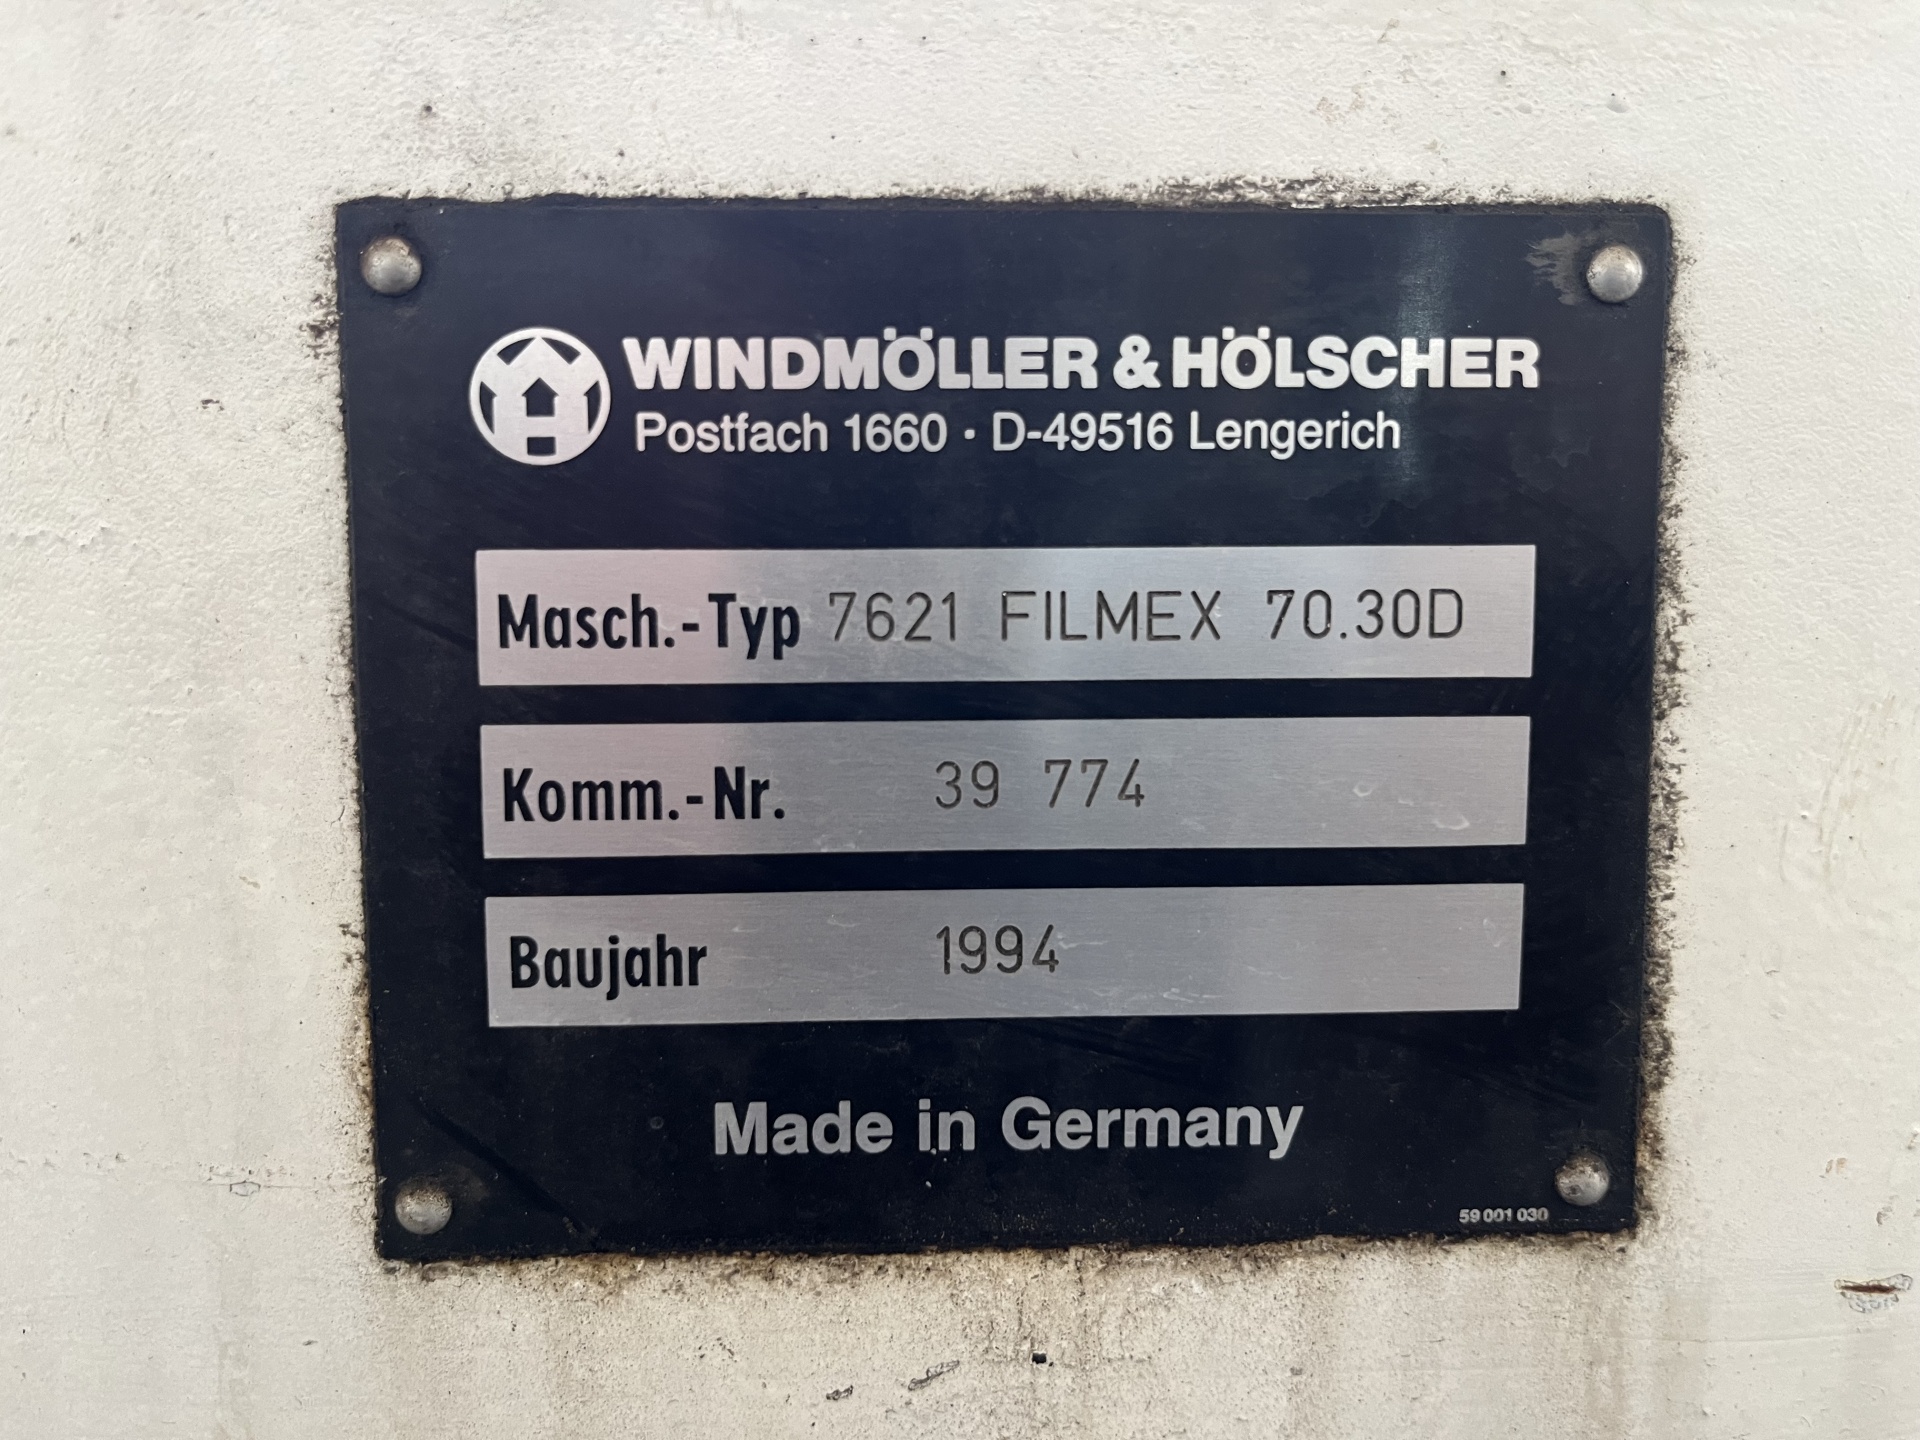 WINDMÖLLER & HÖLSCHER
Postfach 1660 · D-49516 Lengerich
Masch.-Typ 7621 FILMEX 70.30D
Komm.-Nr. 39 774
Baujahr 1994
Made in Germany
59 001 030